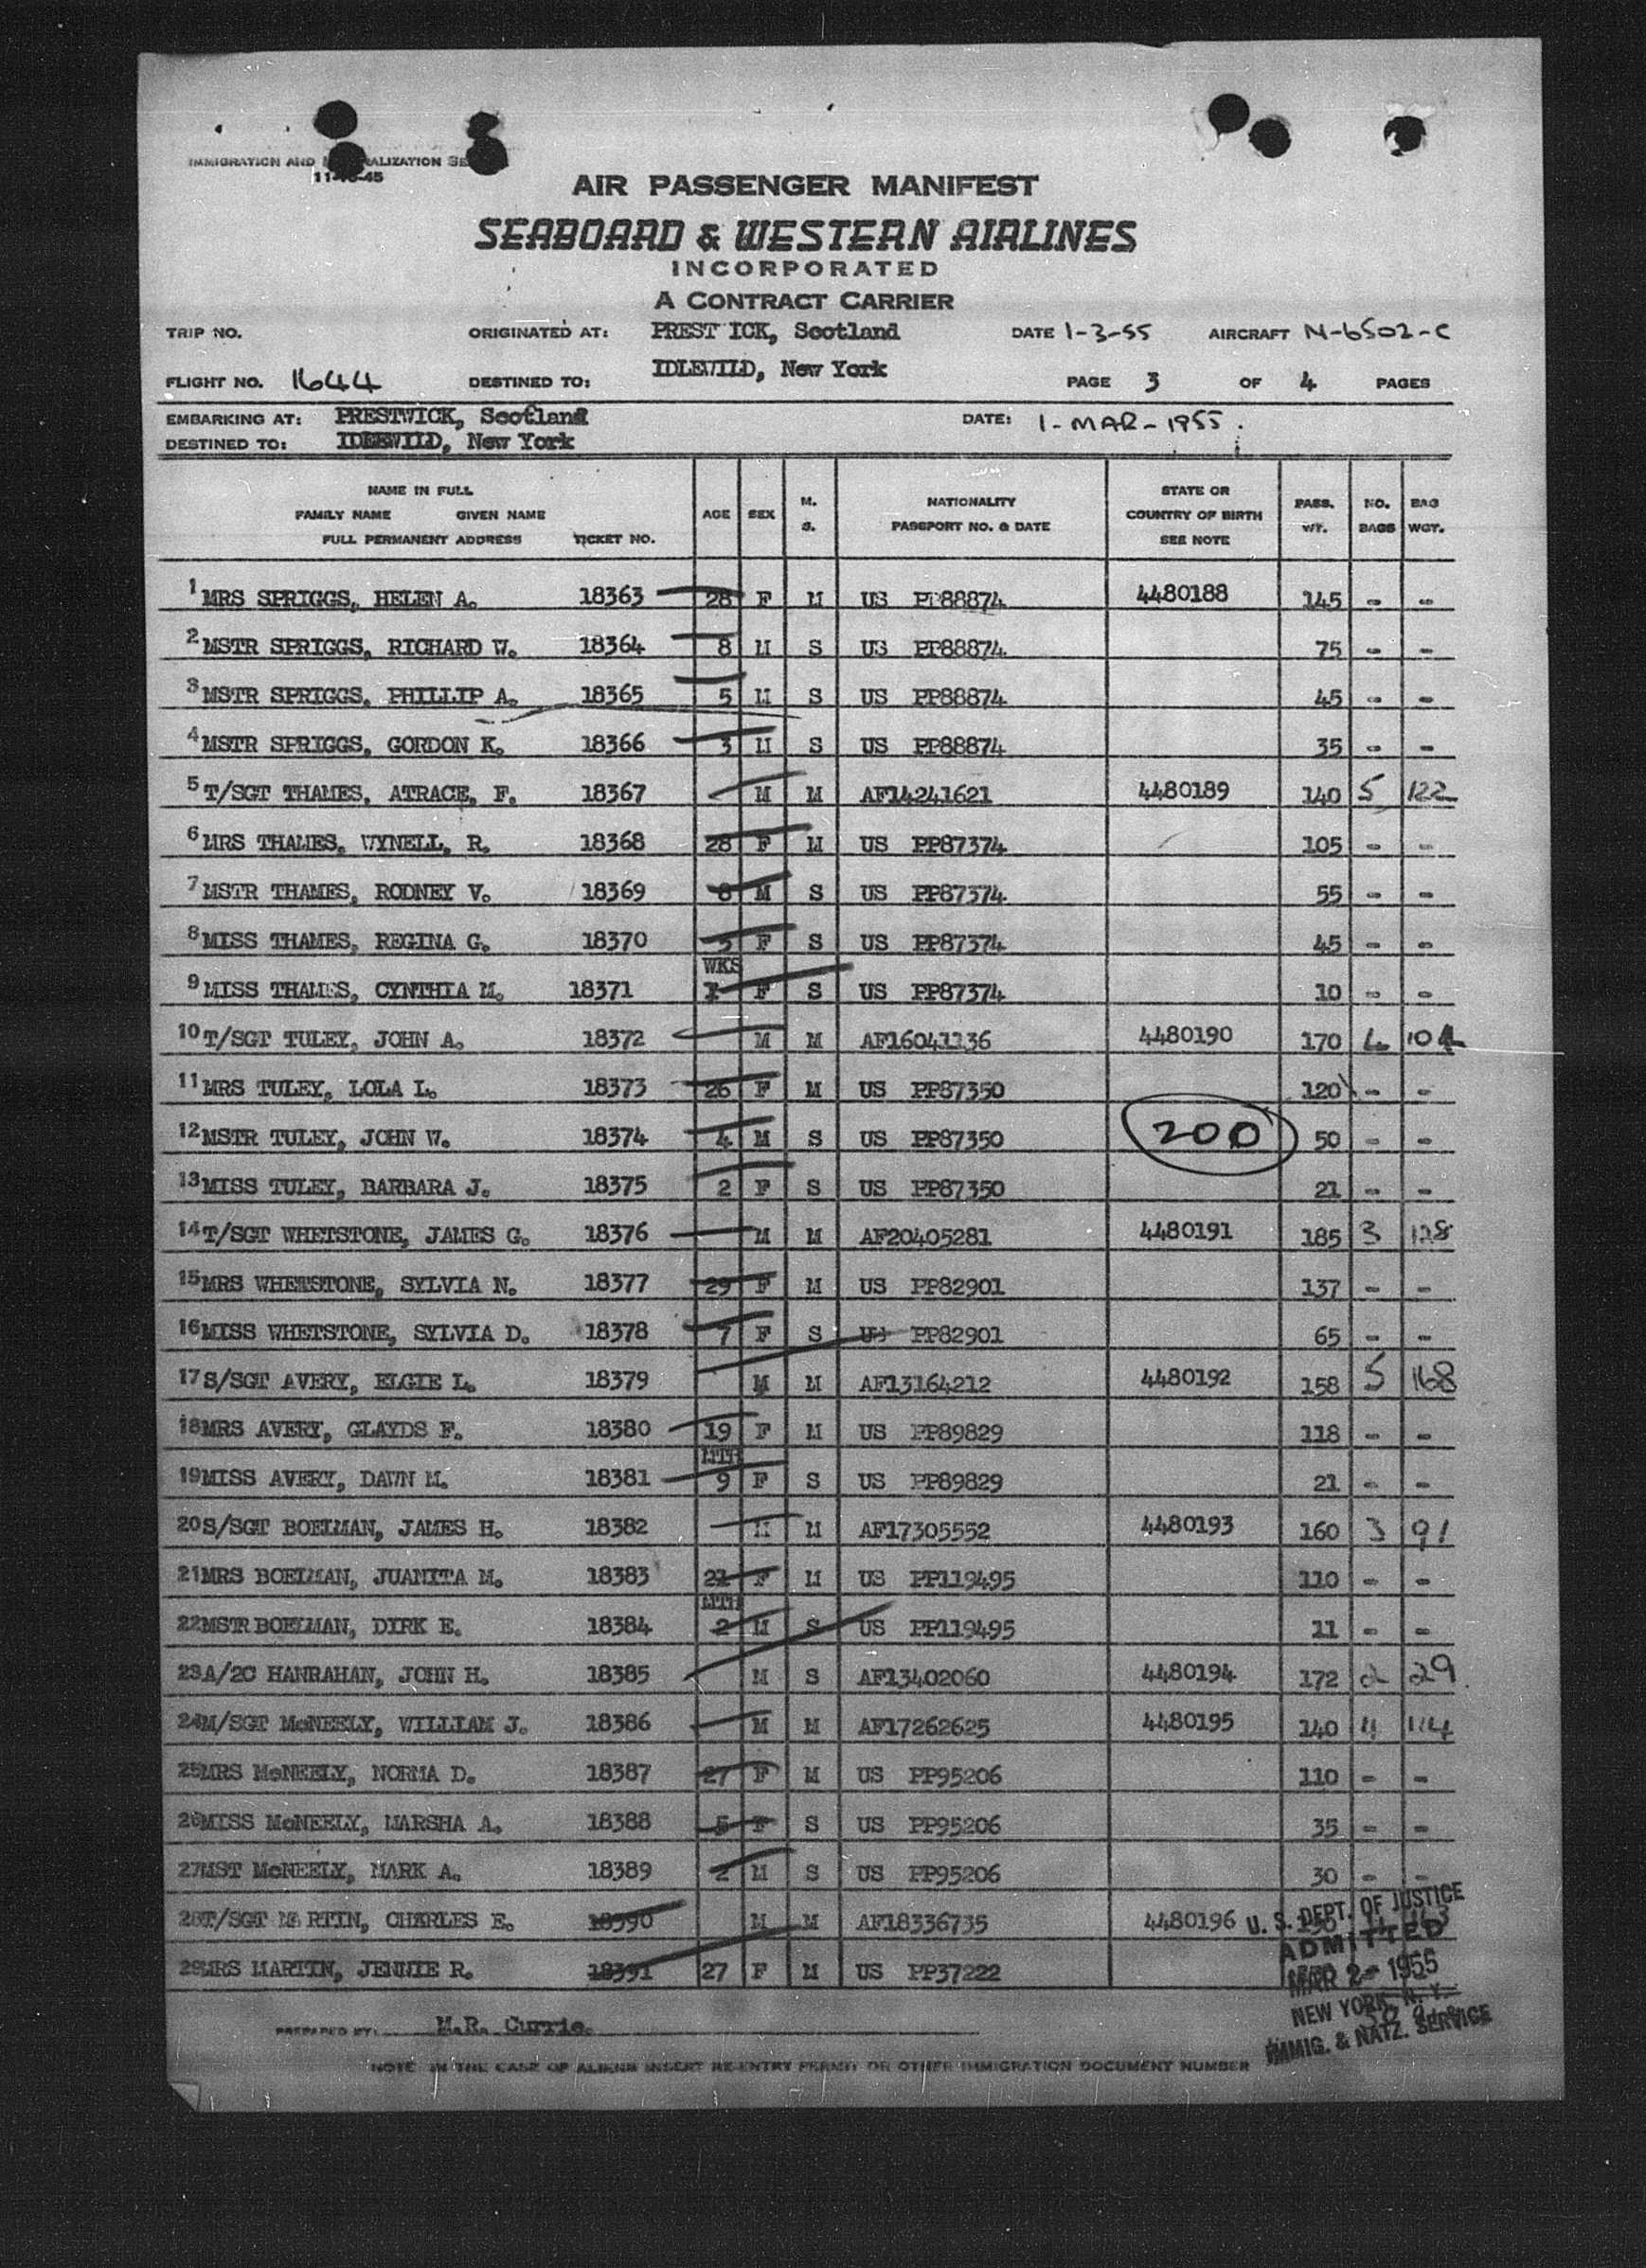 IMMIGRATION AND ALIZATION SE
AIR PASSENGER MANIFEST
SEABOARD & WESTERN AIRLINES
INCORPORATED
A CONTRACT CARRIER
TRIP NO. ORIGINATED AT: PREST ICK, Scotland DATE 1-3-55 AIRCRAFT N-6502-C
FLIGHT NO. 1644 DESTINED TO: IDLEWILD, New York PAGE 3 OF 4 PAGES
EMBARKING AT: PRESTWICK, Scotland DATE: 1-MAR-1955.
DESTINED TO: IDLEWILD, New York
NAME IN FULL
FAMILY NAME GIVEN NAME
FULL PERMANENT ADDRESS TICKET NO. AGE SEX M. S. NATIONALITY PASSPORT NO. & DATE STATE OR COUNTRY OF BIRTH SEE NOTE PASS. WT. NO. BAGS BAG WGT.
1 MRS SPRIGGS, HELEN A. 18363 28 F M US PP88874 4480188 145 - -
2 MSTR SPRIGGS, RICHARD W. 18364 8 M S US PP88874 75 - -
3 MSTR SPRIGGS, PHILLIP A. 18365 5 M S US PP88874 45 - -
4 MSTR SPRIGGS, GORDON K. 18366 3 M S US PP88874 35 - -
5 T/SGT THAMES, ATRACE, F. 18367 M M AF14241621 4480189 140 5 122
6 MRS THAMES, WYNELL, R. 18368 28 F M US PP87374 105 - -
7 MSTR THAMES, RODNEY V. 18369 8 M S US PP87374 55 - -
8 MISS THAMES, REGINA G. 18370 5 F S US PP87374 45 - -
WKS
9 MISS THAMES, CYNTHIA M. 18371 F S US PP87374 10 - -
10 T/SGT TULEY, JOHN A. 18372 M M AF16041136 4480190 170 4 104
11 MRS TULEY, LOLA L. 18373 26 F M US PP87350 120 - -
12 MSTR TULEY, JOHN W. 18374 4 M S US PP87350 200 50 - -
13 MISS TULEY, BARBARA J. 18375 2 F S US PP87350 21 - -
14 T/SGT WHETSTONE, JAMES G. 18376 M M AF20405281 4480191 185 3 128
15 MRS WHETSTONE, SYLVIA N. 18377 29 F M US PP82901 137 - -
16 MISS WHETSTONE, SYLVIA D. 18378 7 F S US PP82901 65 - -
17 S/SGT AVERY, ELGIE L. 18379 M M AF13164212 4480192 158 5 168
18 MRS AVERY, GLAYDS F. 18380 19 F M US PP89829 118 - -
MTH
19 MISS AVERY, DAWN M. 18381 9 F S US PP89829 21 - -
20 S/SGT BOELMAN, JAMES H. 18382 M M AF17305552 4480193 160 3 91
21 MRS BOELMAN, JUANITA M. 18383 21 F M US PP119495 110 - -
MTH
22 MSTR BOELMAN, DIRK E. 18384 2 M S US PP119495 11 - -
23 A/2C HANRAHAN, JOHN H. 18385 M S AF13402060 4480194 172 2 29
24 M/SGT McNEELY, WILLIAM J. 18386 M M AF17262625 4480195 140 4 114
25 MRS McNEELY, NORMA D. 18387 27 F M US PP95206 110 - -
26 MISS McNEELY, MARSHA A. 18388 5 F S US PP95206 35 - -
27 MST McNEELY, MARK A. 18389 2 M S US PP95206 30 - -
28 T/SGT MARTIN, CHARLES E. 18390 M M AF18336735 4480196
29 MRS MARTIN, JENNIE R. 18391 27 F M US PP37222
U. S. DEPT. OF JUSTICE
ADMITTED
MAR 2 - 1955
NEW YORK, N. Y.
IMMIG. & NATZ. SERVICE
PREPARED BY: M.R. Currie.
NOTE IN THE CASE OF ALIENS INSERT RE-ENTRY PERMIT OR OTHER IMMIGRATION DOCUMENT NUMBER